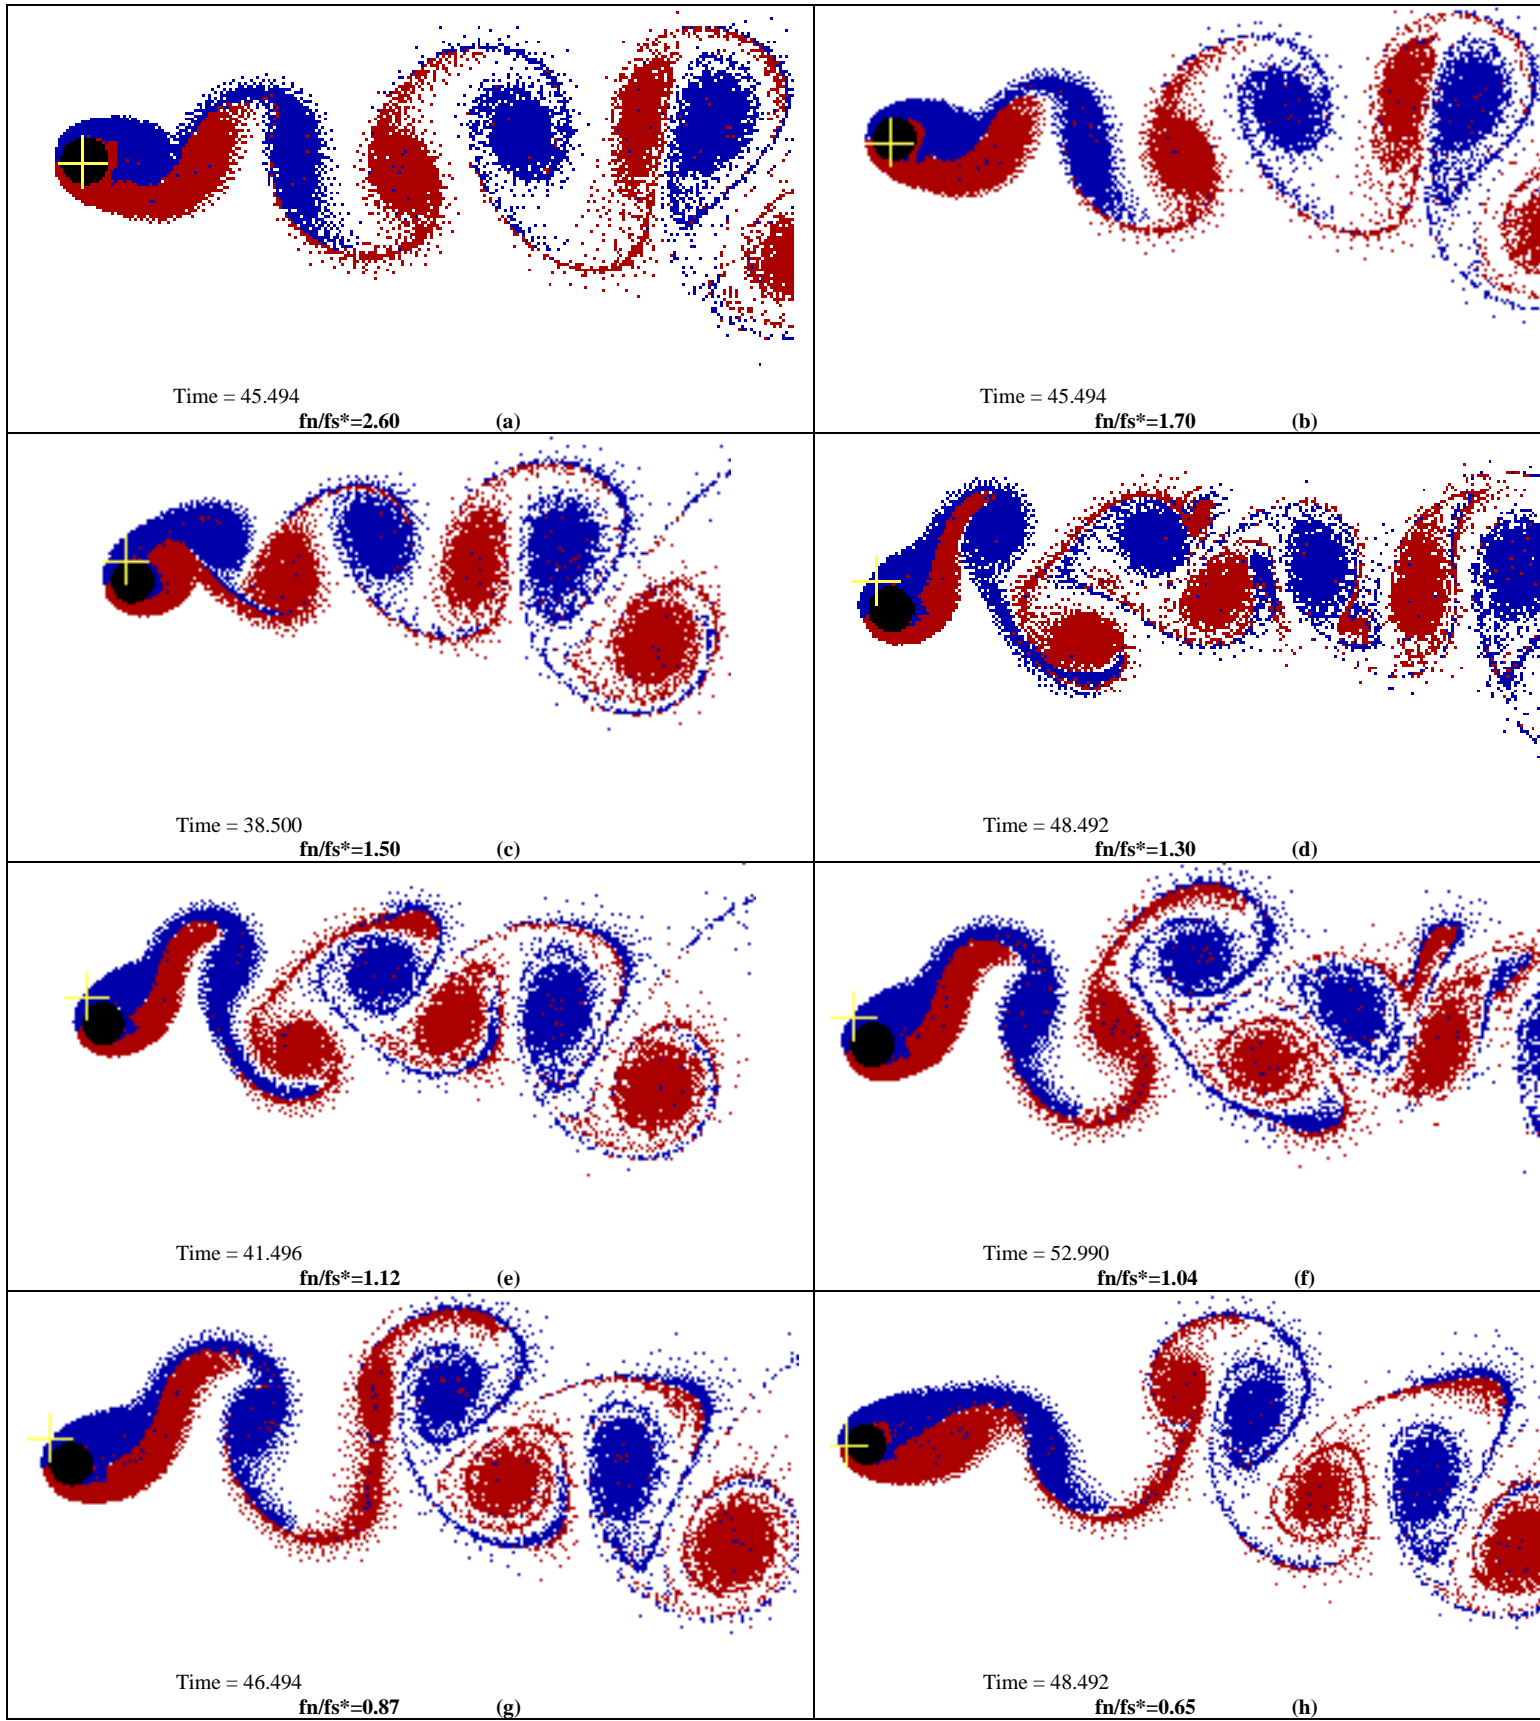 Time = 45.494
fn/fs*=2.60 (a)
Time = 45.494
fn/fs*=1.70 (b)
Time = 38.500
fn/fs*=1.50 (c)
Time = 48.492
fn/fs*=1.30 (d)
Time = 41.496
fn/fs*=1.12 (e)
Time = 52.990
fn/fs*=1.04 (f)
Time = 46.494
fn/fs*=0.87 (g)
Time = 48.492
fn/fs*=0.65 (h)